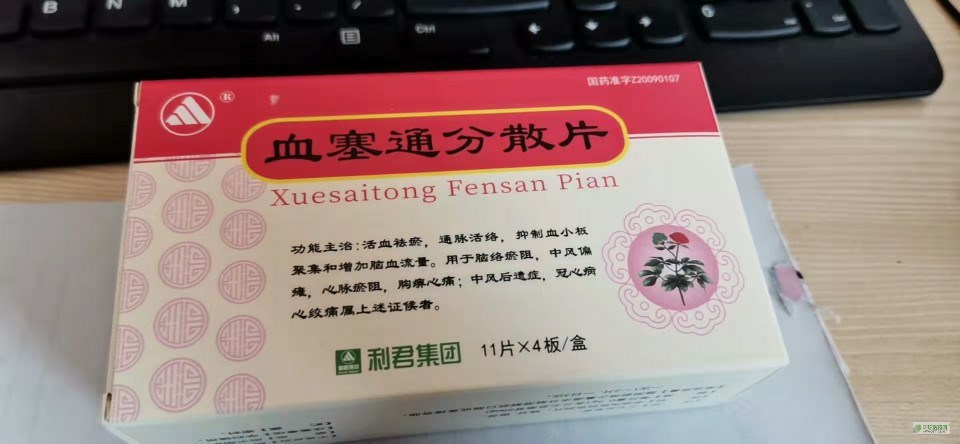 Alt
Ctrl
®
国药准字Z20090107
血塞通分散片
Xuesaitong Fensan Pian
功能主治:活血祛瘀,通脉活络,抑制血小板
聚集和增加脑血流量。用于脑络瘀阻,中风偏
瘫,心脉瘀阻,胸痹心痛;中风后遗症,冠心病
心绞痛属上述证候者。
利君集团
11片×4板/盒